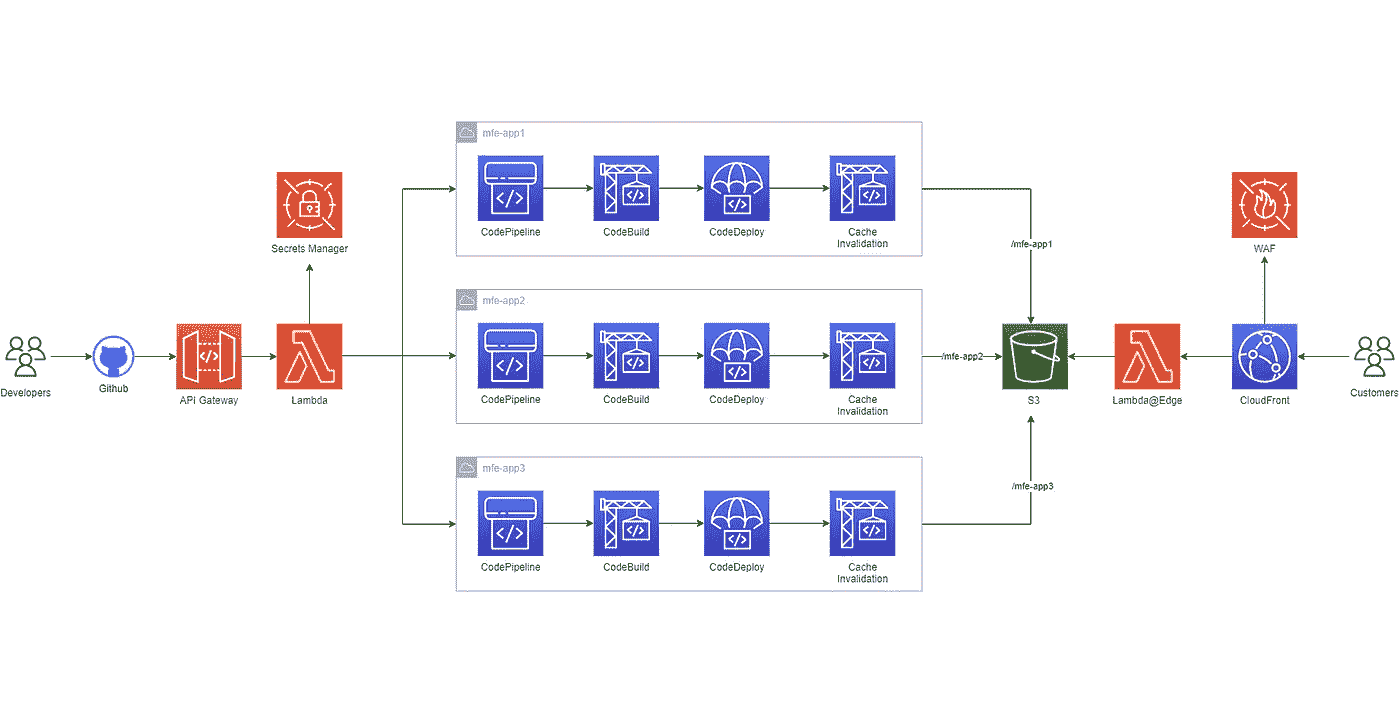 mfe-app1
CodePipeline
CodeBuild
CodeDeploy
Cache
Invalidation
/mfe-app1
Secrets Manager
WAF
mfe-app2
Developers
Github
API Gateway
Lambda
CodePipeline
CodeBuild
CodeDeploy
Cache
Invalidation
/mfe-app2
S3
Lambda@Edge
CloudFront
Customers
mfe-app3
CodePipeline
CodeBuild
CodeDeploy
Cache
Invalidation
/mfe-app3